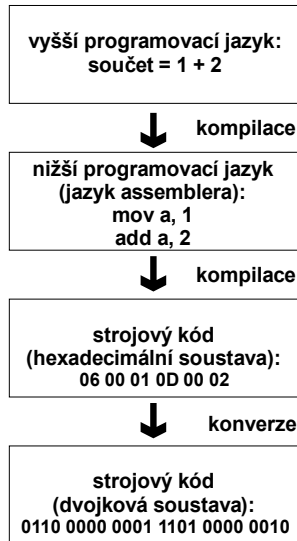 vyšší programovací jazyk:
součet = 1 + 2
kompilace
nižší programovací jazyk
(jazyk assemblera):
mov a, 1
add a, 2
kompilace
strojový kód
(hexadecimální soustava):
06 00 01 0D 00 02
konverze
strojový kód
(dvojková soustava):
0110 0000 0001 1101 0000 0010